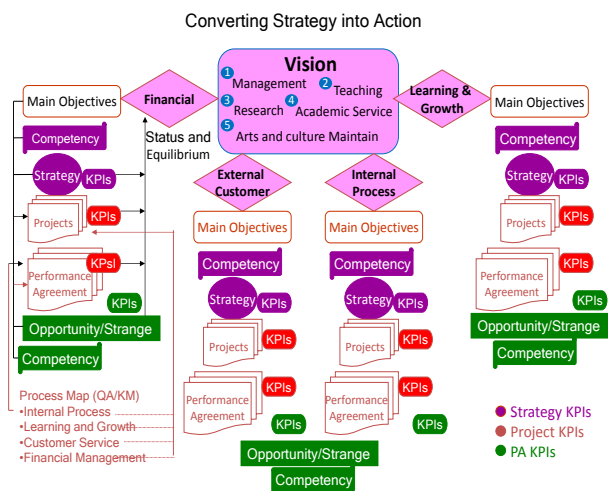 Converting Strategy into Action
Vision
1 Management
2 Teaching
3 Research
4 Academic Service
5 Arts and culture Maintain
Financial
Status and
Equilibrium
Main Objectives
Competency
Strategy
KPIs
Projects
KPIs
Performance
Agreement
KPsI
KPIs
Opportunity/Strange
Competency
Process Map (QA/KM)
•Internal Process
•Learning and Growth
•Customer Service
•Financial Management
External
Customer
Main Objectives
Competency
Strategy
KPIs
Projects
KPIs
Performance
Agreement
KPIs
KPIs
Internal
Process
Main Objectives
Competency
Strategy
KPIs
Projects
KPIs
Performance
Agreement
KPIs
KPIs
Opportunity/Strange
Competency
Learning &
Growth
Main Objectives
Competency
Strategy
KPIs
Projects
KPIs
Performance
Agreement
KPIs
KPIs
Opportunity/Strange
Competency
Strategy KPIs
Project KPIs
PA KPIs